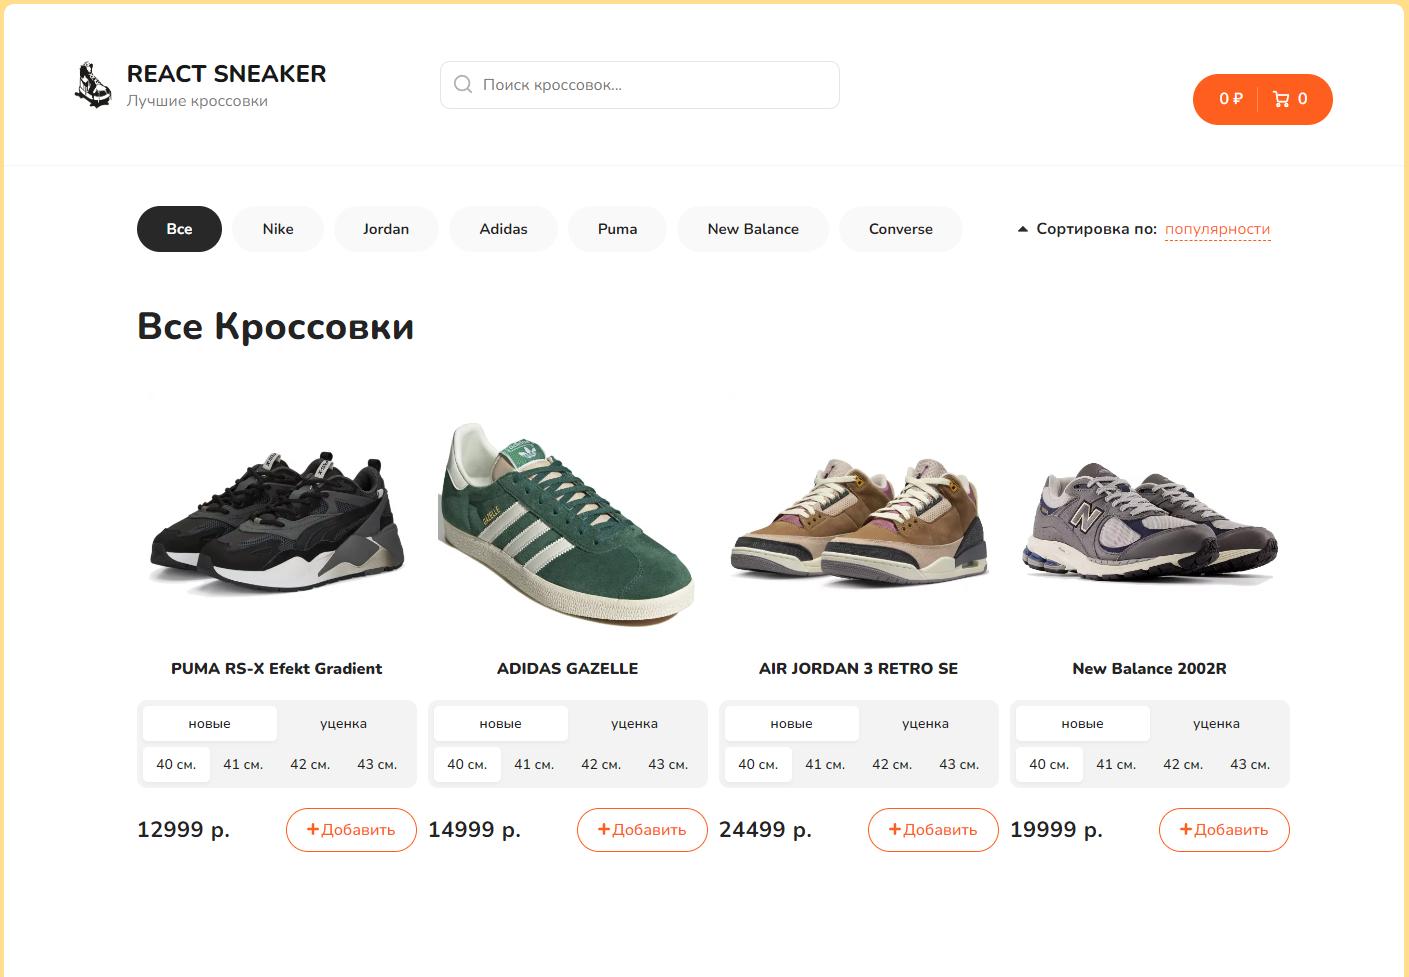 REACT SNEAKER
Лучшие кроссовки
Поиск кроссовок...
0 ₽ 0
Все Nike Jordan Adidas Puma New Balance Converse Сортировка по: популярности
Все Кроссовки
GAZELLE
N
PUMA RS-X Efekt Gradient ADIDAS GAZELLE AIR JORDAN 3 RETRO SE New Balance 2002R
новые уценка новые уценка новые уценка новые уценка
40 см. 41 см. 42 см. 43 см. 40 см. 41 см. 42 см. 43 см. 40 см. 41 см. 42 см. 43 см. 40 см. 41 см. 42 см. 43 см.
12999 р. +Добавить 14999 р. +Добавить 24499 р. +Добавить 19999 р. +Добавить